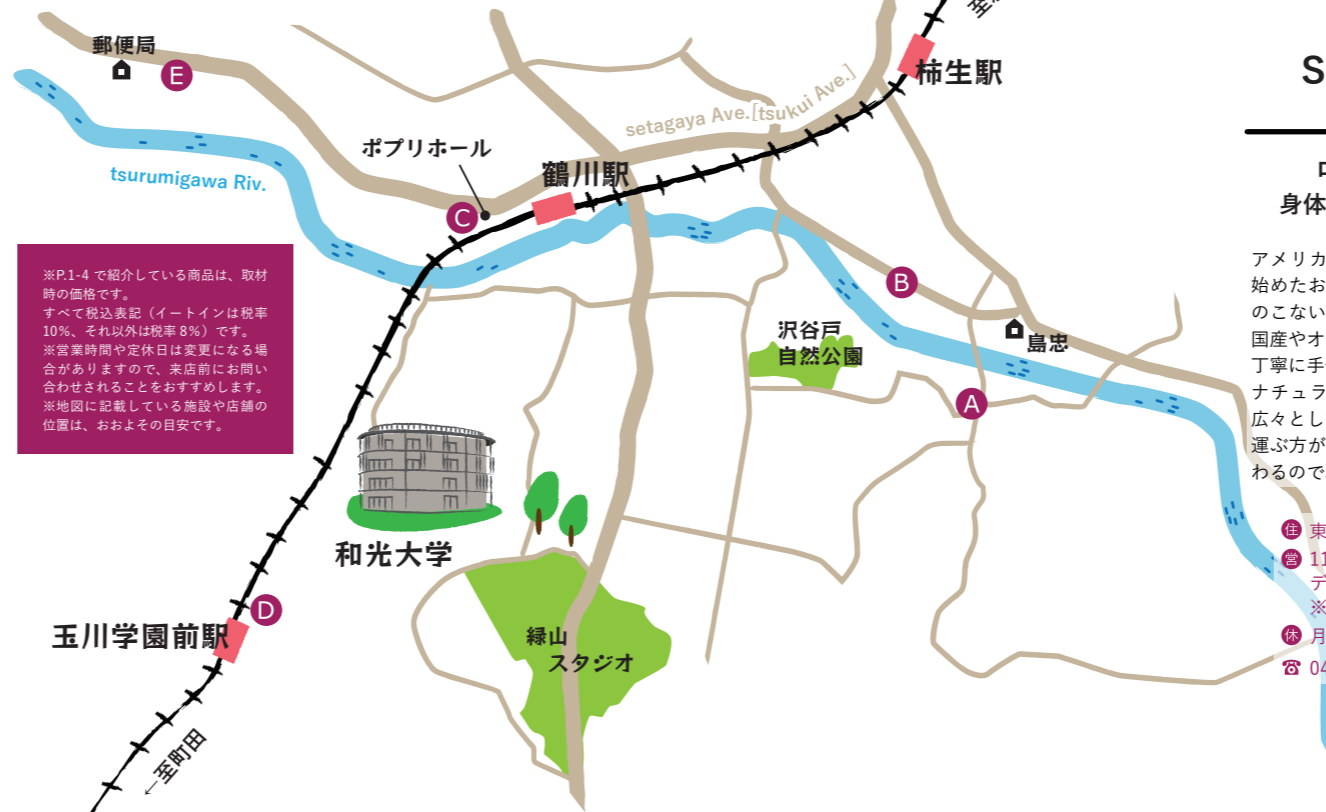 郵便局
E
tsurumigawa Riv.
ポプリホール
C
鶴川駅
setagaya Ave.[tsukui Ave.]
柿生駅
B
沢谷戸
自然公園
島忠
A
※P.1-4 で紹介している商品は、取材
時の価格です。
すべて税込表記（イートインは税率
10%、それ以外は税率 8%）です。
※営業時間や定休日は変更になる場
合がありますので、来店前にお問い
合わせされることをおすすめします。
※地図に記載している施設や店舗の
位置は、おおよその目安です。
和光大学
D
玉川学園前駅
緑山
スタジオ
←至町田
S
身体
アメリカ
始めたお
のこない
国産やオ
丁寧に手
ナチュラ
広々とし
運ぶ方が
わるので
住 東
営 11
デ
※
休 月
☎ 04